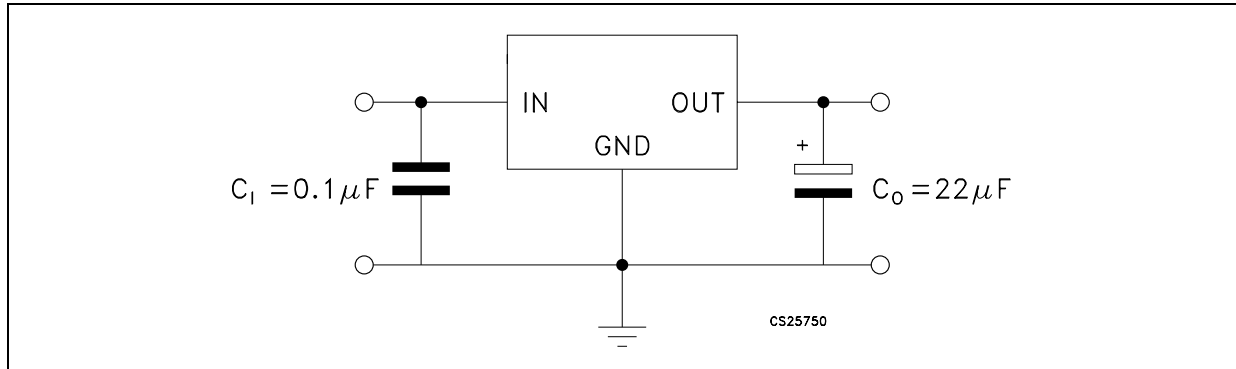 IN
OUT
GND
+
C_I =0.1μF
C_O =22μF
CS25750